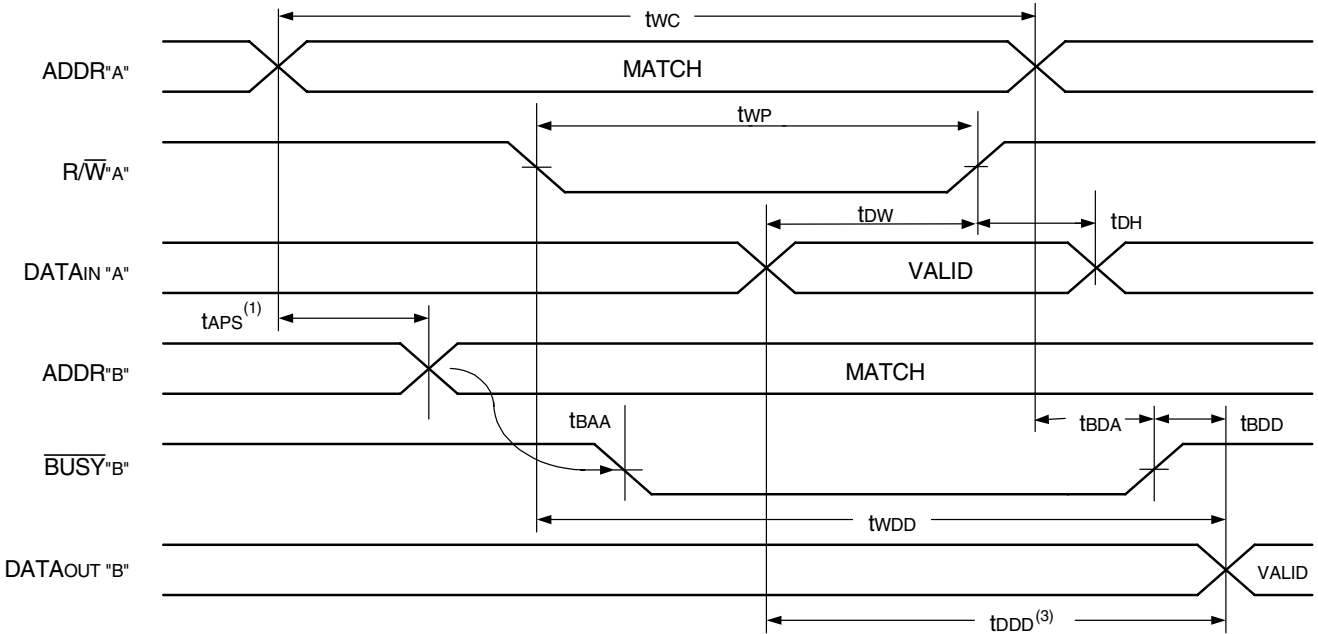 tWC
ADDR"A"
MATCH
tWP
R/W̅"A"
tDW
tDH
DATAIN "A"
VALID
tAPS(1)
ADDR"B"
MATCH
tBAA
tBDA
tBDD
B̅U̅S̅Y̅"B"
tWDD
DATAOUT "B"
VALID
tDDD(3)